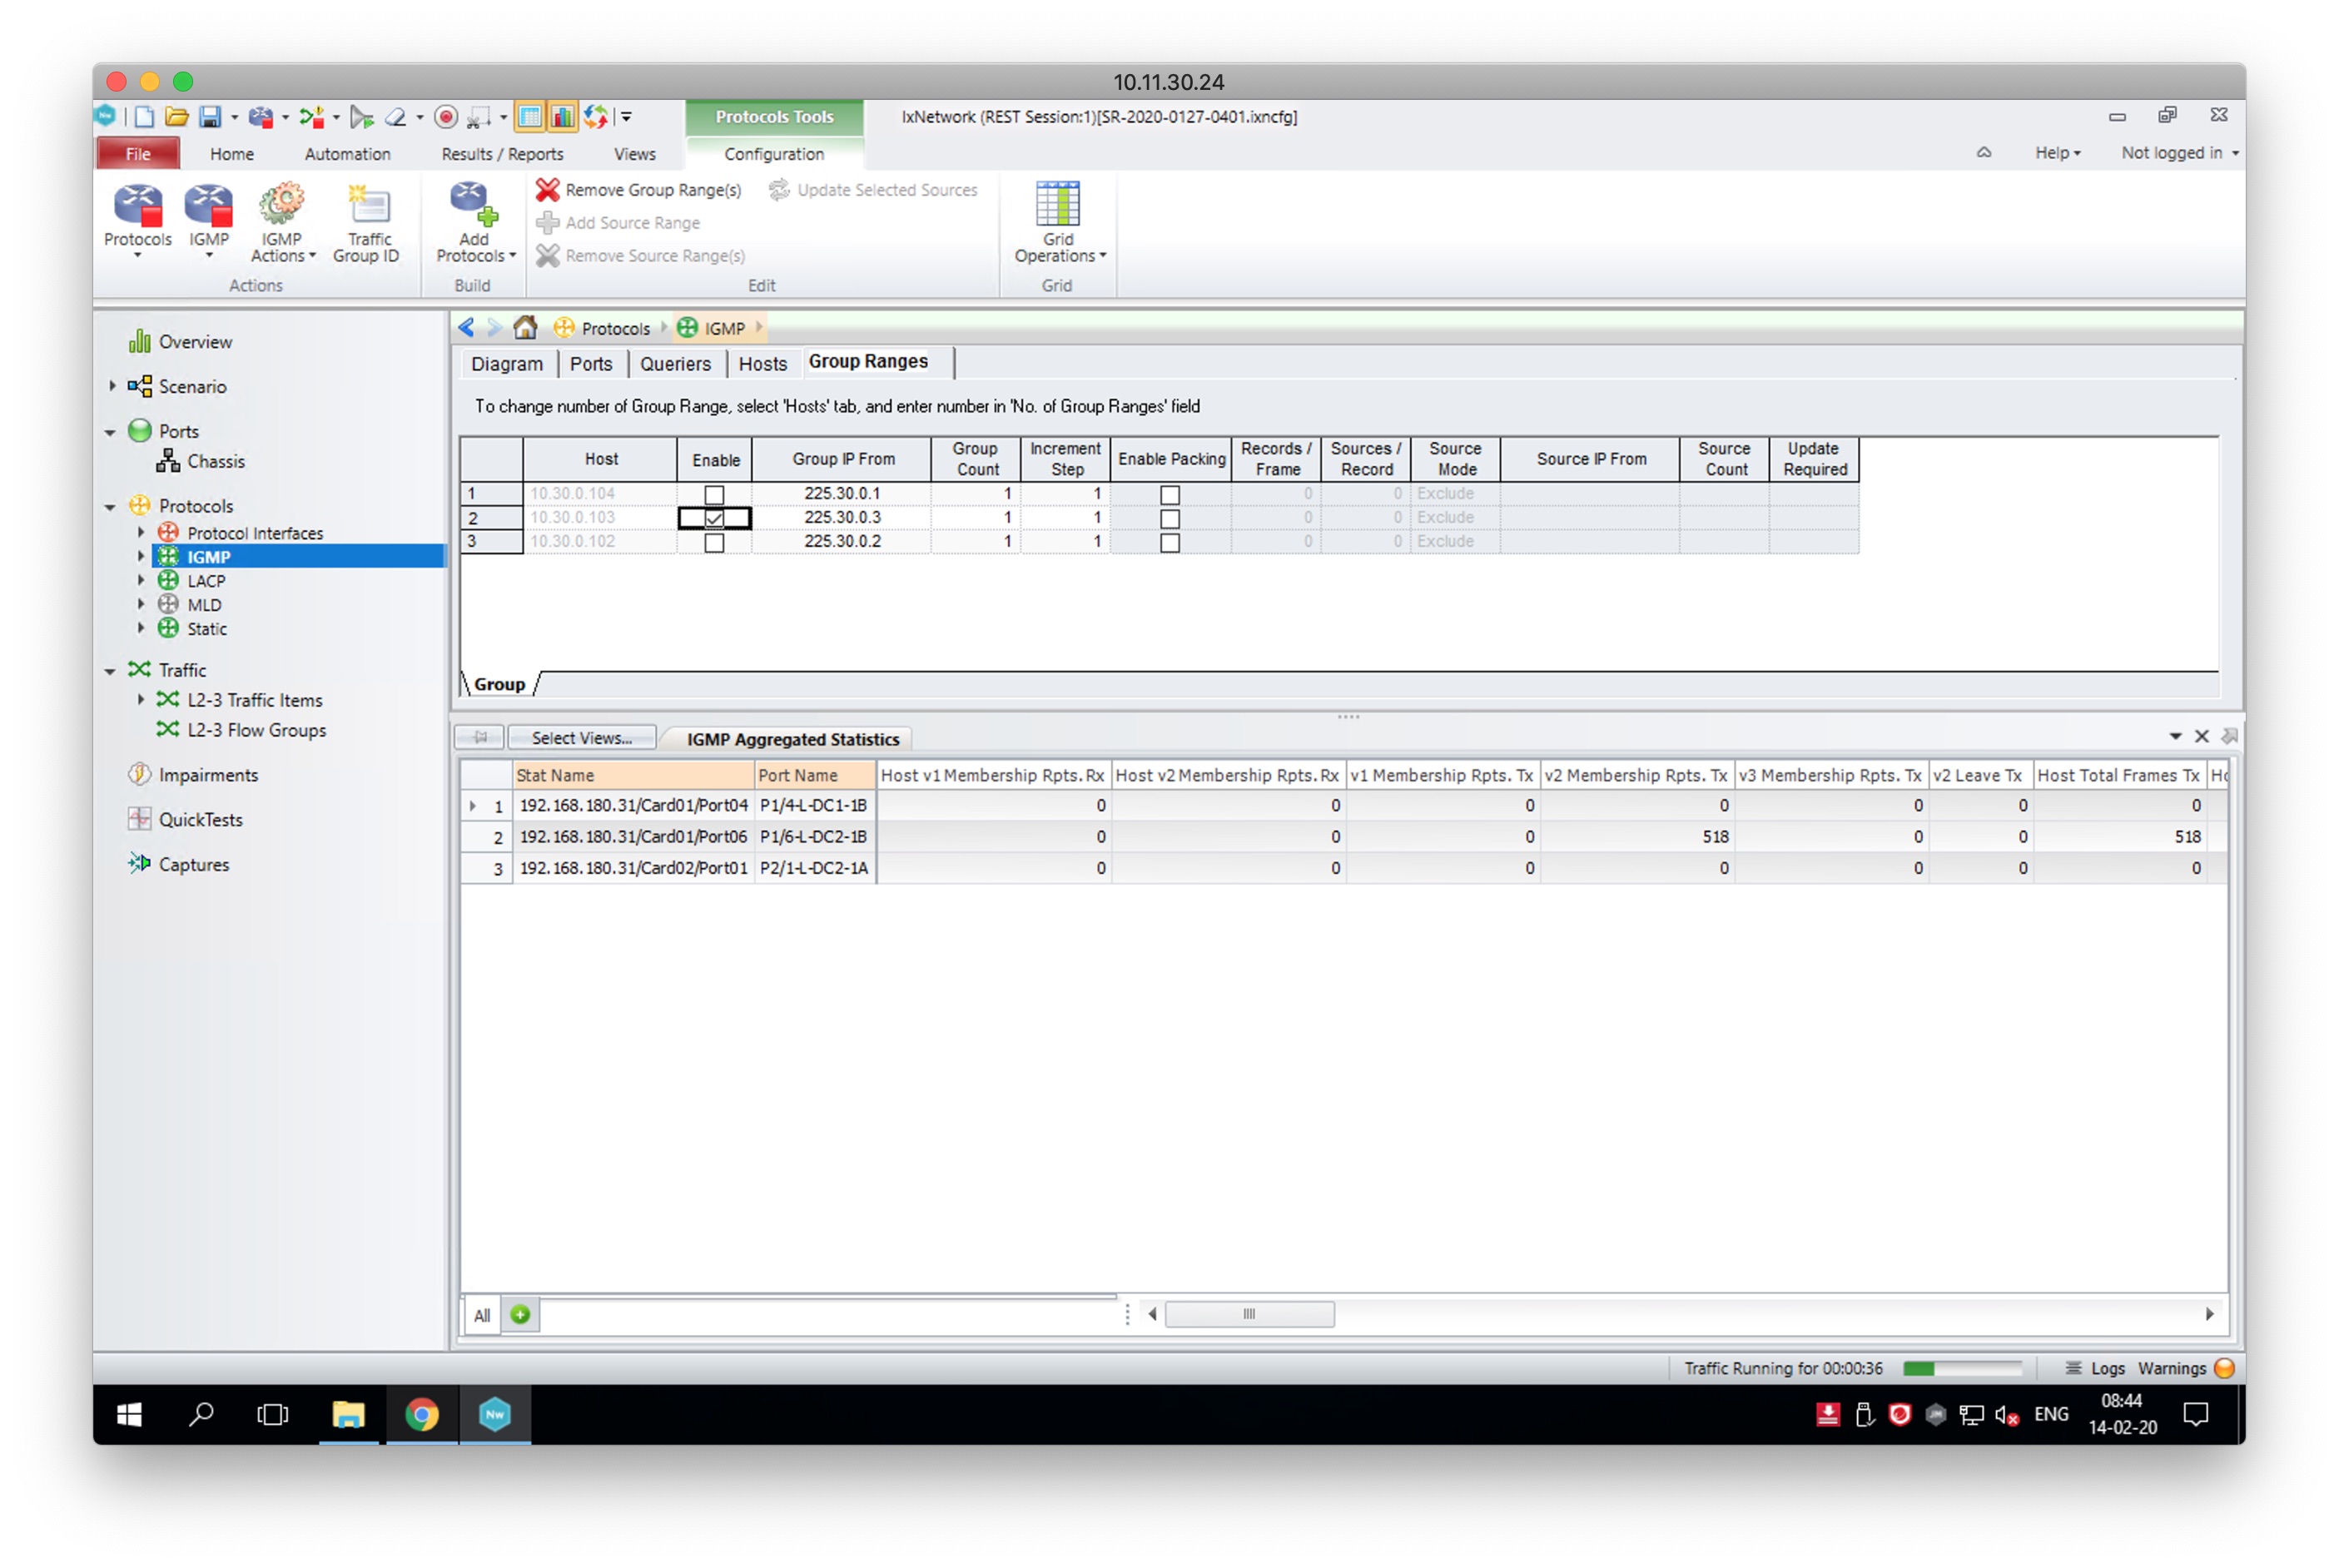 10.11.30.24
Protocols Tools
IxNetwork (REST Session:1)[SR-2020-0127-0401.ixncfg]
File Home Automation Results / Reports Views Configuration Help Not logged in
Protocols IGMP IGMP Actions Traffic Group ID Add Protocols
Remove Group Range(s) Update Selected Sources
Add Source Range
Remove Source Range(s)
Grid Operations
Actions Build Edit Grid
Overview
Scenario
Ports
Chassis
Protocols
Protocol Interfaces
IGMP
LACP
MLD
Static
Traffic
L2-3 Traffic Items
L2-3 Flow Groups
Impairments
QuickTests
Captures
Protocols IGMP
Diagram Ports Queriers Hosts Group Ranges
To change number of Group Range, select 'Hosts' tab, and enter number in 'No. of Group Ranges' field
Host Enable Group IP From Group Count Increment Step Enable Packing Records / Frame Sources / Record Source Mode Source IP From Source Count Update Required
1 10.30.0.104 225.30.0.1 1 1 0 0 Exclude
2 10.30.0.103 225.30.0.3 1 1 0 0 Exclude
3 10.30.0.102 225.30.0.2 1 1 0 0 Exclude
Group
Select Views... IGMP Aggregated Statistics
Stat Name Port Name Host v1 Membership Rpts. Rx Host v2 Membership Rpts. Rx v1 Membership Rpts. Tx v2 Membership Rpts. Tx v3 Membership Rpts. Tx v2 Leave Tx Host Total Frames Tx
1 192.168.180.31/Card01/Port04 P1/4-L-DC1-1B 0 0 0 0 0 0 0
2 192.168.180.31/Card01/Port06 P1/6-L-DC2-1B 0 0 0 518 0 0 518
3 192.168.180.31/Card02/Port01 P2/1-L-DC2-1A 0 0 0 0 0 0 0
All
Traffic Running for 00:00:36 Logs Warnings
Nw
ENG
08:44
14-02-20